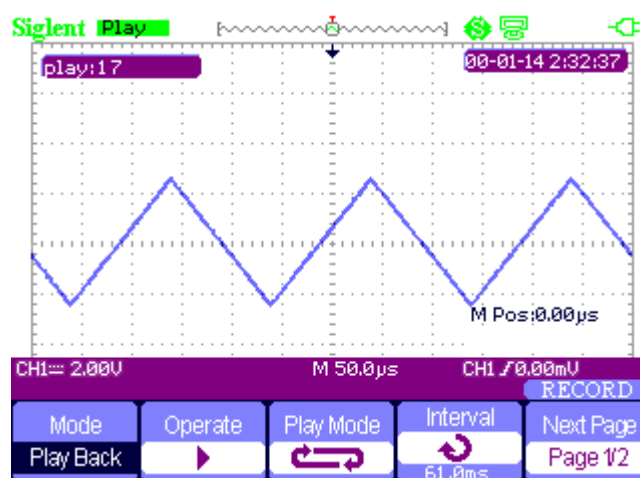 Siglent Play
play:17 00-01-14 2:32:37
M Pos:0.00µs
CH1 2.00V M 50.0µs CH1 0.00mV
RECORD
Mode Operate Play Mode Interval Next Page
Play Back 61.0ms Page 1/2